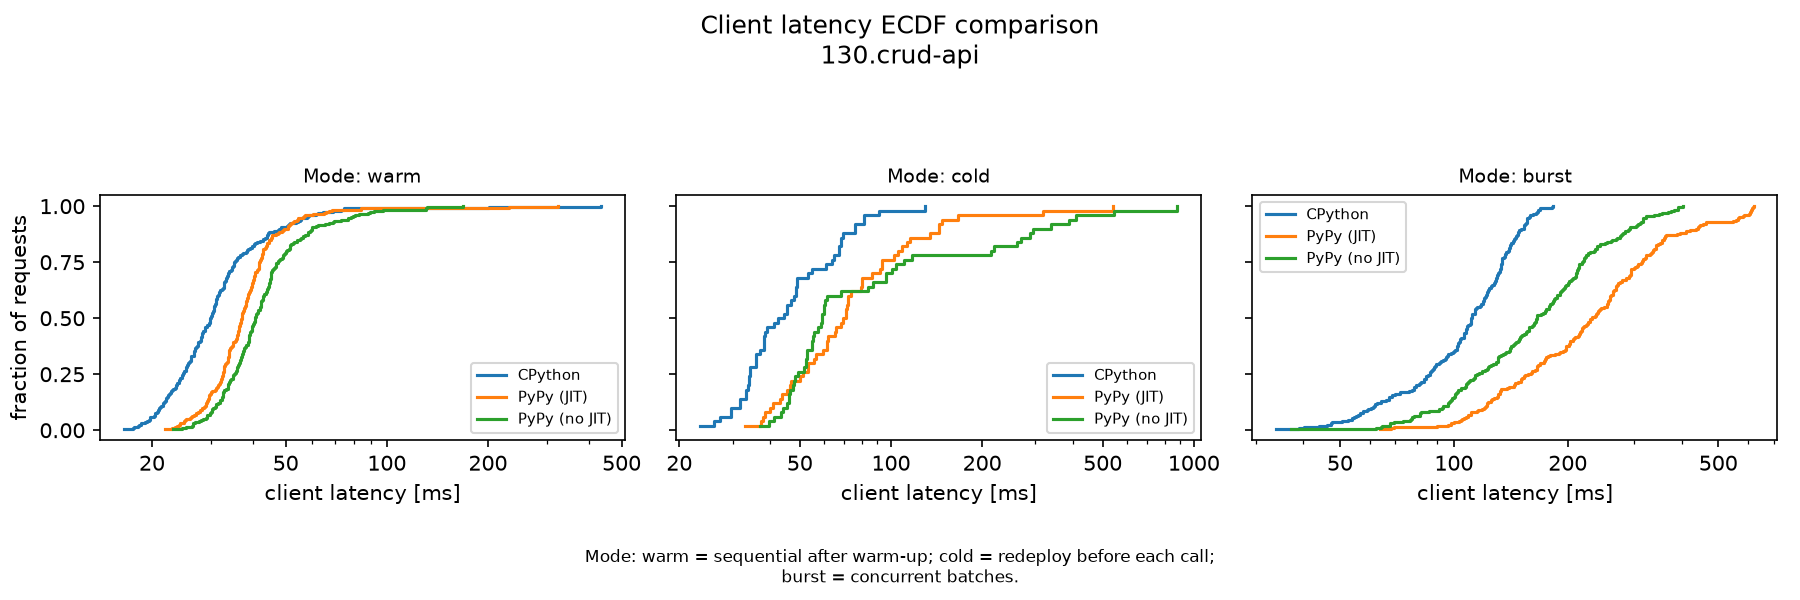 Client latency ECDF comparison
130.crud-api
Mode: warm
Mode: cold
Mode: burst
fraction of requests
1.00
0.75
0.50
0.25
0.00
CPython
PyPy (JIT)
PyPy (no JIT)
20
50
100
200
500
client latency [ms]
CPython
PyPy (JIT)
PyPy (no JIT)
20
50
100
200
500
1000
client latency [ms]
CPython
PyPy (JIT)
PyPy (no JIT)
50
100
200
500
client latency [ms]
Mode: warm = sequential after warm-up; cold = redeploy before each call;
burst = concurrent batches.